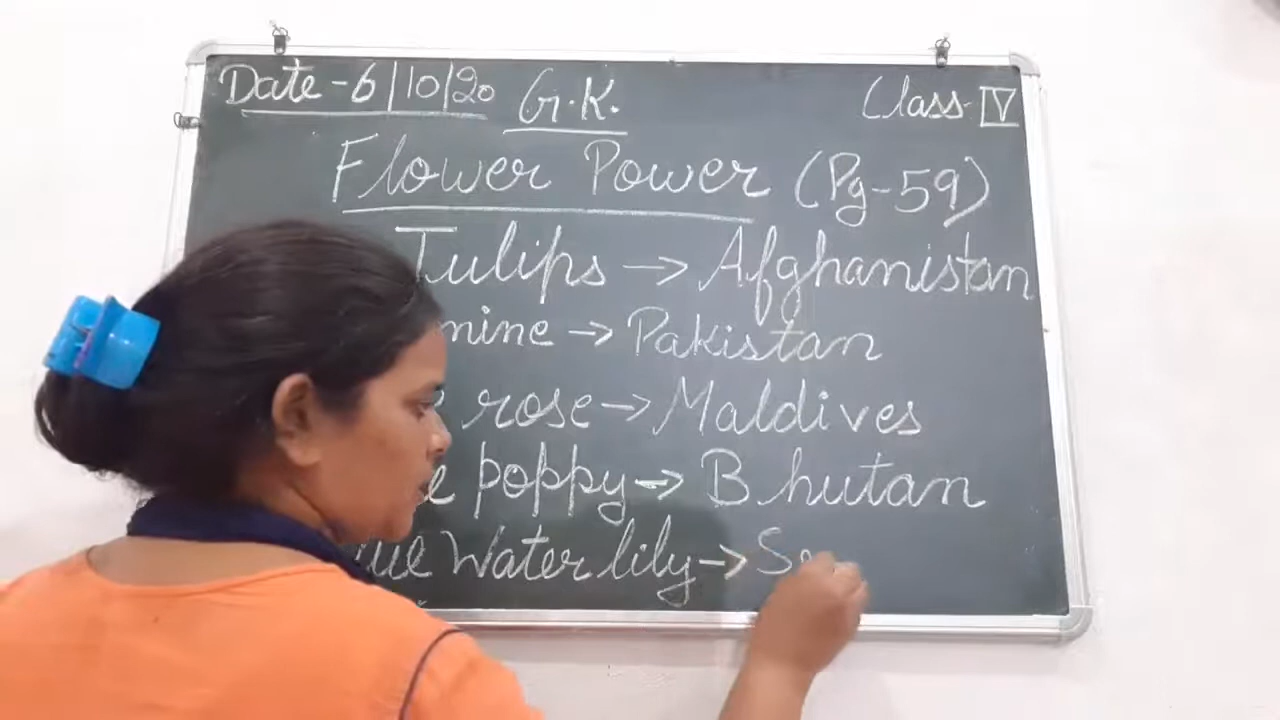 Date-6|10|20 G.K. Class-V
Flower Power (Pg-59)
Tulips → Afghanistan
mine → Pakistan
rose → Maldives
poppy → Bhutan
Water lily →